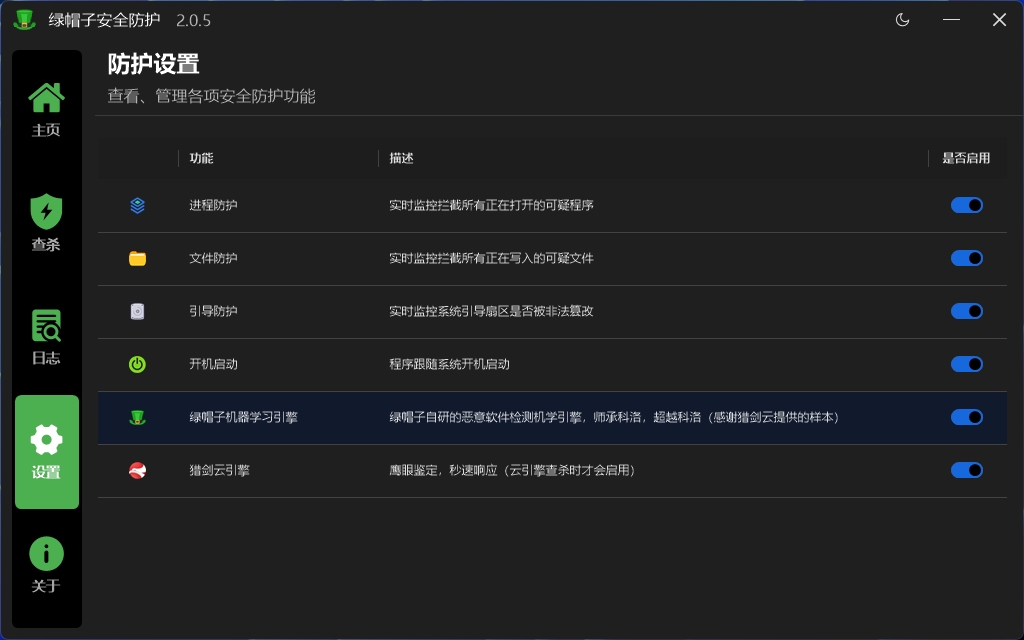 绿帽子安全防护 2.0.5
防护设置
查看、管理各项安全防护功能
主页
查杀
日志
设置
关于
功能 描述 是否启用
进程防护 实时监控拦截所有正在打开的可疑程序
文件防护 实时监控拦截所有正在写入的可疑文件
引导防护 实时监控系统引导扇区是否被非法篡改
开机启动 程序跟随系统开机启动
绿帽子机器学习引擎 绿帽子自研的恶意软件检测机学引擎，师承科洛，超越科洛（感谢猎剑云提供的样本）
猎剑云引擎 鹰眼鉴定，秒速响应（云引擎查杀时才会启用）